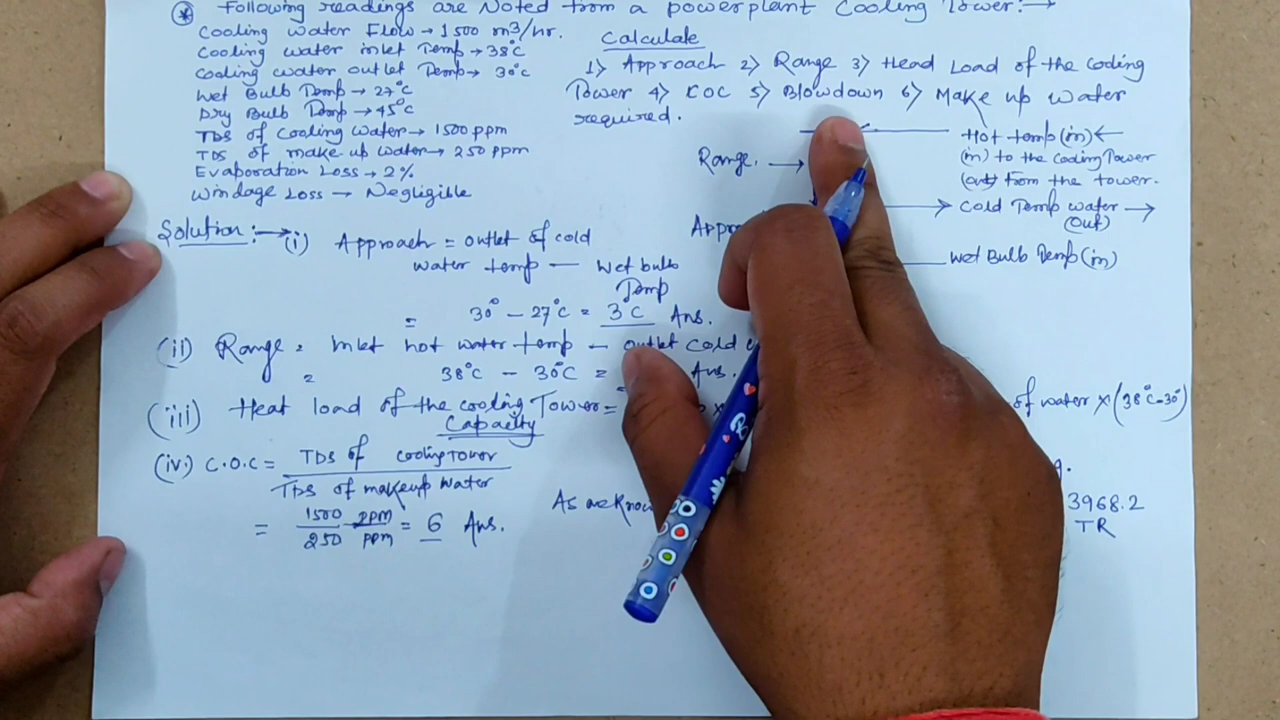 * Following readings are Noted from a powerplant Cooling Tower:→
Cooling water Flow → 1500 m3/hr.
Cooling water inlet Temp → 38°C
Cooling water outlet Temp → 30°C
Wet Bulb Temp → 27°C
Dry Bulb Temp → 45°C
TDS of Cooling water → 1500 ppm
TDS of make up water → 250 ppm
Evaporation Loss → 2%
Windage Loss → Negligible
Calculate
1) Approach 2) Range 3) Head Load of the Cooling
Tower 4) COC 5) Blowdown 6) Make up water
required.
Range. →
Hot temp (in) ←
(in) to the Cooling Tower
(out) from the tower.
→ Cold Temp water →
(out)
Wet Bulb Temp (in)
Solution:→ (i) Approach = outlet of cold
water temp — Wet bulb
Temp
= 30° – 27°C = 3°C Ans.
(ii) Range = inlet hot water temp – outlet cold
= 38°C – 30°C = Ans.
(iii) Heat load of the cooling Tower =
of water × (38°C-30°)
Capacity
(iv) C.O.C = TDS of cooling tower
TDS of makeup water
As we Know
3968.2
TR
= 1500 ppm
250 ppm
= 6 Ans.